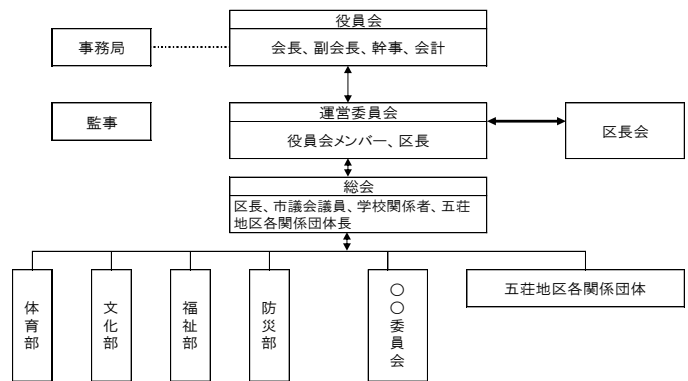 役員会
事務局
会長、副会長、幹事、会計
監事
運営委員会
役員会メンバー、区長
区長会
総会
区長、市議会議員、学校関係者、五荘
地区各関係団体長
体育部
文化部
福祉部
防災部
〇〇委員会
五荘地区各関係団体